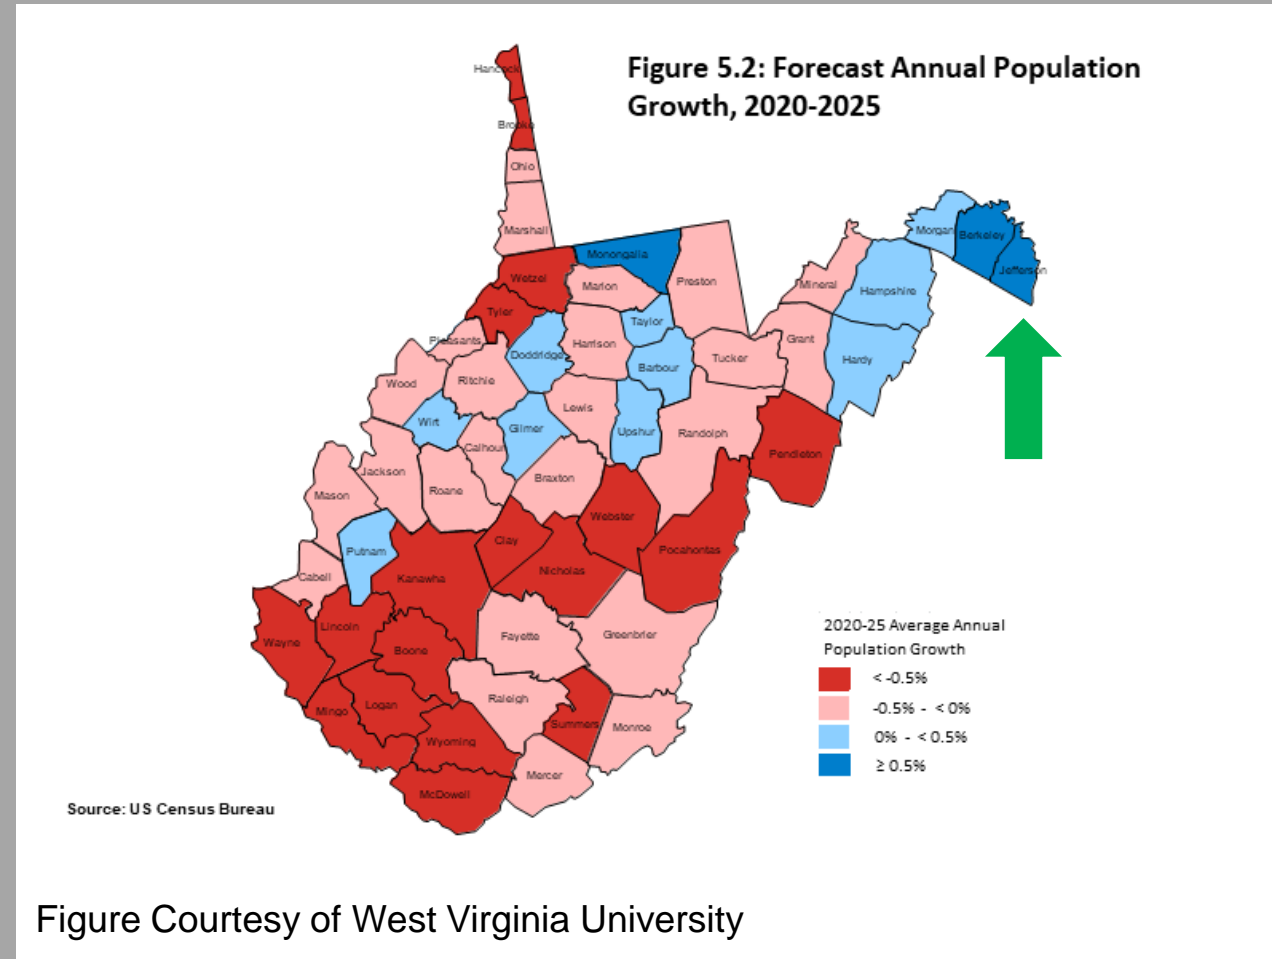 Figure 5.2: Forecast Annual Population
Growth, 2020-2025
Hancock
Brooke
Ohio
Marshall
Morgan
Berkeley
Jefferson
Monongalia
Wetzel
Marion
Preston
Mineral
Hampshire
Tyler
Taylor
Pleasants
Doddridge
Harrison
Grant
Barbour
Tucker
Hardy
Wood
Ritchie
Lewis
Wirt
Gilmer
Upshur
Randolph
Calhoun
Pendleton
Jackson
Braxton
Roane
Mason
Webster
Clay
Putnam
Pocahontas
Nicholas
Cabell
Kanawha
Lincoln
Wayne
Fayette
Greenbrier
Boone
Raleigh
Logan
Mingo
Summers
Monroe
Wyoming
Mercer
McDowell
2020-25 Average Annual
Population Growth
< -0.5%
-0.5% - < 0%
0% - < 0.5%
≥ 0.5%
Source: US Census Bureau
Figure Courtesy of West Virginia University